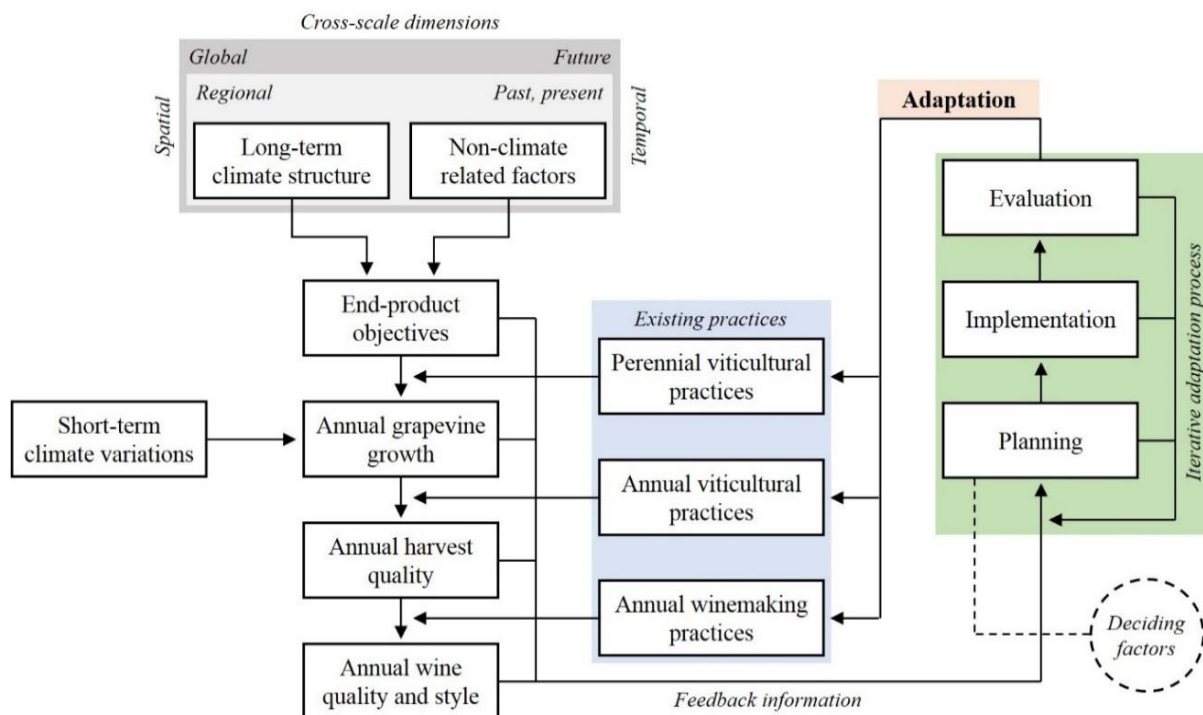 Cross-scale dimensions
Global
Future
Regional
Past, present
Spatial
Temporal
Long-term
climate structure
Non-climate
related factors
Adaptation
Evaluation
Implementation
Planning
Iterative adaption process
End-product
objectives
Existing practices
Perennial viticultural
practices
Short-term
climate variations
Annual grapevine
growth
Annual viticultural
practices
Annual harvest
quality
Annual winemaking
practices
Deciding
factors
Annual wine
quality and style
Feedback information